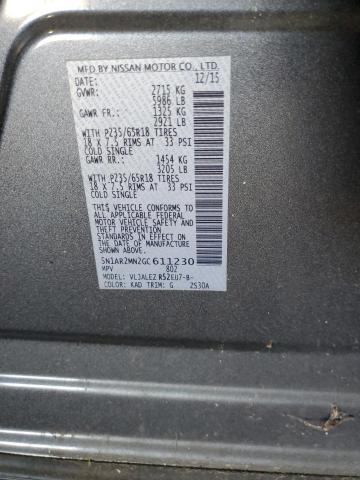 MFD BY NISSAN MOTOR CO., LTD.
DATE: 12/15
GVWR: 2715 KG
5986 LB
GAWR FR.: 1325 KG
2921 LB
WITH P235/65R18 TIRES
18 X 7.5 RIMS AT 33 PSI
COLD SINGLE
GAWR RR.: 1454 KG
3205 LB
WITH P235/65R18 TIRES
18 X 7.5 RIMS AT 33 PSI
COLD SINGLE
THIS VEHICLE CONFORMS TO ALL
APPLICABLE FEDERAL MOTOR
VEHICLE SAFETY AND THEFT
PREVENTION STANDARDS IN
EFFECT ON THE DATE OF
MANUFACTURE SHOWN ABOVE.
5N1AR2MN2GC611230
MPV 802
MODEL: VLJALEZ R52EU7-B-
COLOR: KAD TRIM: G 2S30A